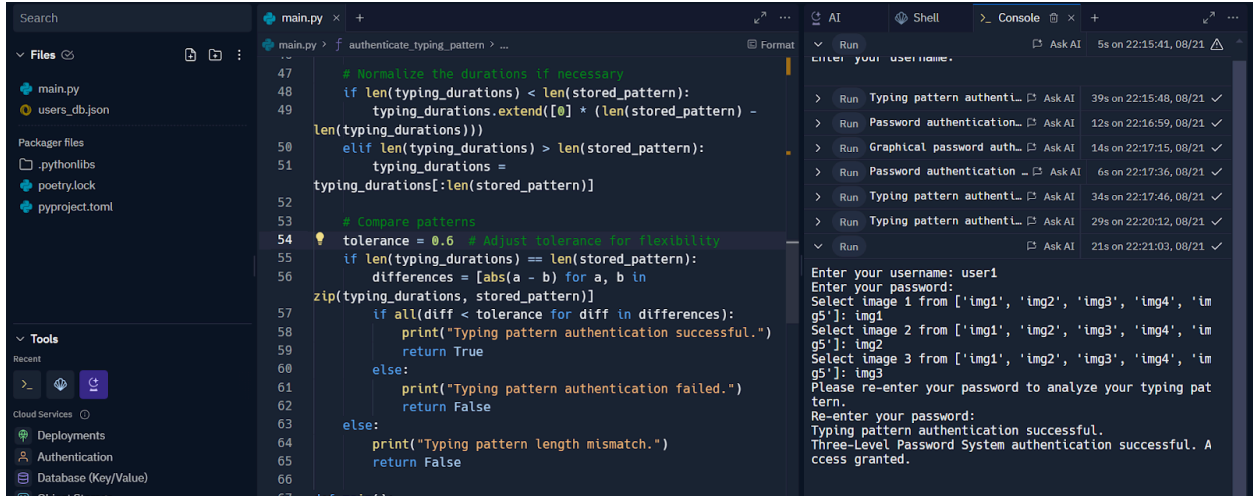 Search
Files
main.py
users_db.json
Packager files
.pythonlibs
poetry.lock
pyproject.toml
Tools
Recent
Cloud Services
Deployments
Authentication
Database (Key/Value)
main.py
main.py > authenticate_typing_pattern > ...
Format
47 # Normalize the durations if necessary
48 if len(typing_durations) < len(stored_pattern):
49 typing_durations.extend([0] * (len(stored_pattern) -
len(typing_durations)))
50 elif len(typing_durations) > len(stored_pattern):
51 typing_durations =
typing_durations[:len(stored_pattern)]
52
53 # Compare patterns
54 tolerance = 0.6 # Adjust tolerance for flexibility
55 if len(typing_durations) == len(stored_pattern):
56 differences = [abs(a - b) for a, b in
zip(typing_durations, stored_pattern)]
57 if all(diff < tolerance for diff in differences):
58 print("Typing pattern authentication successful.")
59 return True
60 else:
61 print("Typing pattern authentication failed.")
62 return False
63 else:
64 print("Typing pattern length mismatch.")
65 return False
66
AI
Shell
Console
Run Ask AI 5s on 22:15:41, 08/21
Enter your username:
Run Typing pattern authenti... Ask AI 39s on 22:15:48, 08/21
Run Password authentication... Ask AI 12s on 22:16:59, 08/21
Run Graphical password auth... Ask AI 14s on 22:17:15, 08/21
Run Password authentication ... Ask AI 6s on 22:17:36, 08/21
Run Typing pattern authenti... Ask AI 34s on 22:17:46, 08/21
Run Typing pattern authenti... Ask AI 29s on 22:20:12, 08/21
Run Ask AI 21s on 22:21:03, 08/21
Enter your username: user1
Enter your password:
Select image 1 from ['img1', 'img2', 'img3', 'img4', 'im
g5']: img1
Select image 2 from ['img1', 'img2', 'img3', 'img4', 'im
g5']: img2
Select image 3 from ['img1', 'img2', 'img3', 'img4', 'im
g5']: img3
Please re-enter your password to analyze your typing pat
tern.
Re-enter your password:
Typing pattern authentication successful.
Three-Level Password System authentication successful. A
ccess granted.